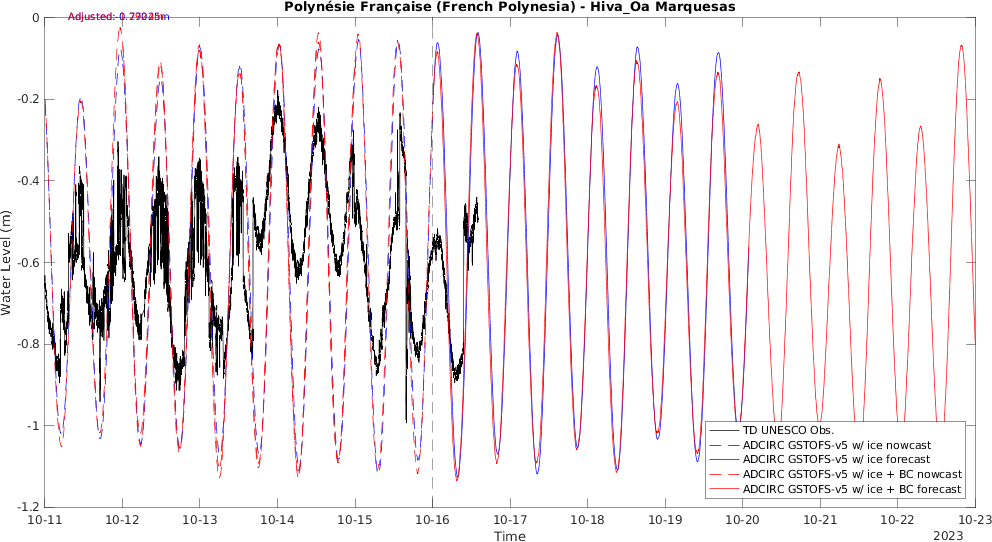 Polynésie Française (French Polynesia) - Hiva_Oa Marquesas
Adjusted:
0
-0.2
-0.4
-0.6
-0.8
-1
-1.2
Water Level (m)
TD UNESCO Obs.
ADCIRC GSTOFS-v5 w/ ice nowcast
ADCIRC GSTOFS-v5 w/ ice forecast
ADCIRC GSTOFS-v5 w/ ice + BC nowcast
ADCIRC GSTOFS-v5 w/ ice + BC forecast
10-11 10-12 10-13 10-14 10-15 10-16 10-17 10-18 10-19 10-20 10-21 10-22 10-23
Time
2023